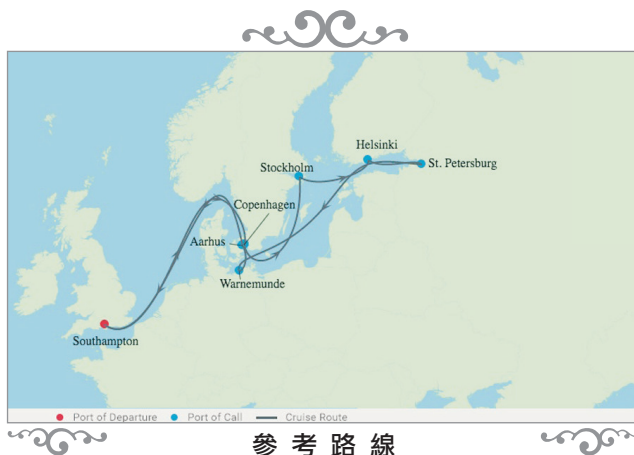 Helsinki
St. Petersburg
Stockholm
Copenhagen
Aarhus
Warnemunde
Southampton
Port of Departure Port of Call Cruise Route
參考路線